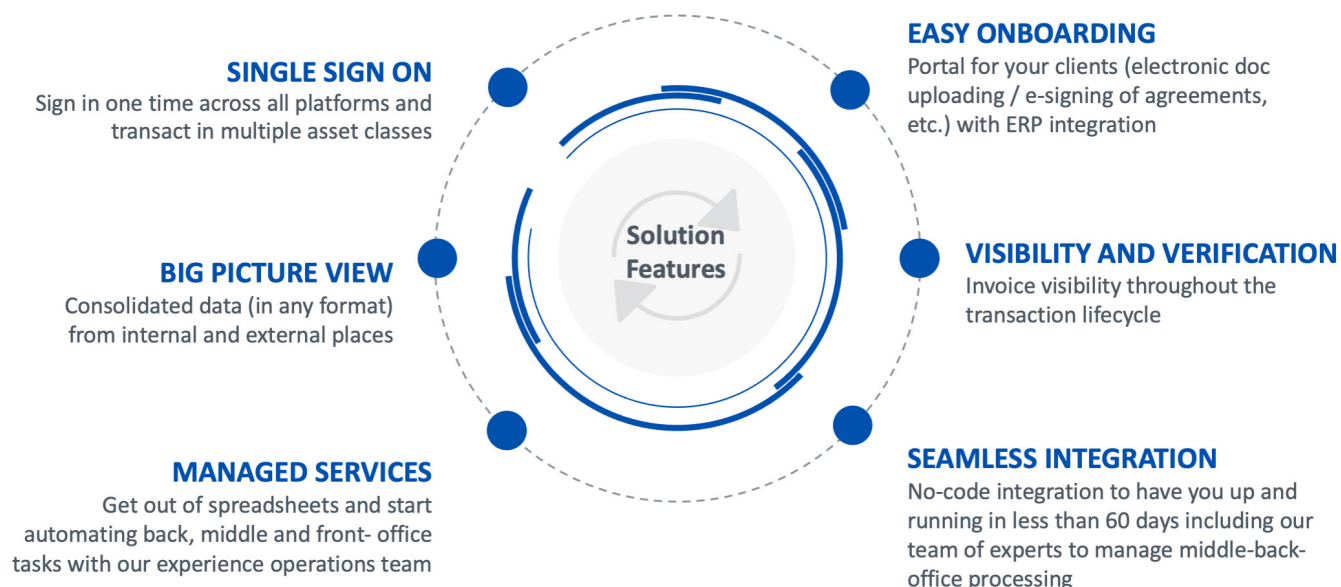 SINGLE SIGN ON
Sign in one time across all platforms and
transact in multiple asset classes
BIG PICTURE VIEW
Consolidated data (in any format)
from internal and external places
MANAGED SERVICES
Get out of spreadsheets and start
automating back, middle and front- office
tasks with our experience operations team
Solution
Features
EASY ONBOARDING
Portal for your clients (electronic doc
uploading / e-signing of agreements,
etc.) with ERP integration
VISIBILITY AND VERIFICATION
Invoice visibility throughout the
transaction lifecycle
SEAMLESS INTEGRATION
No-code integration to have you up and
running in less than 60 days including our
team of experts to manage middle-back-
office processing